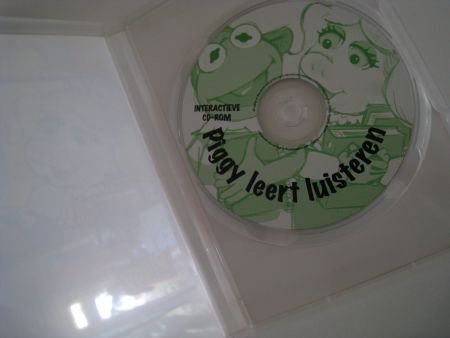 INTERACTIEVE
CD-ROM
Piggy leert luisteren